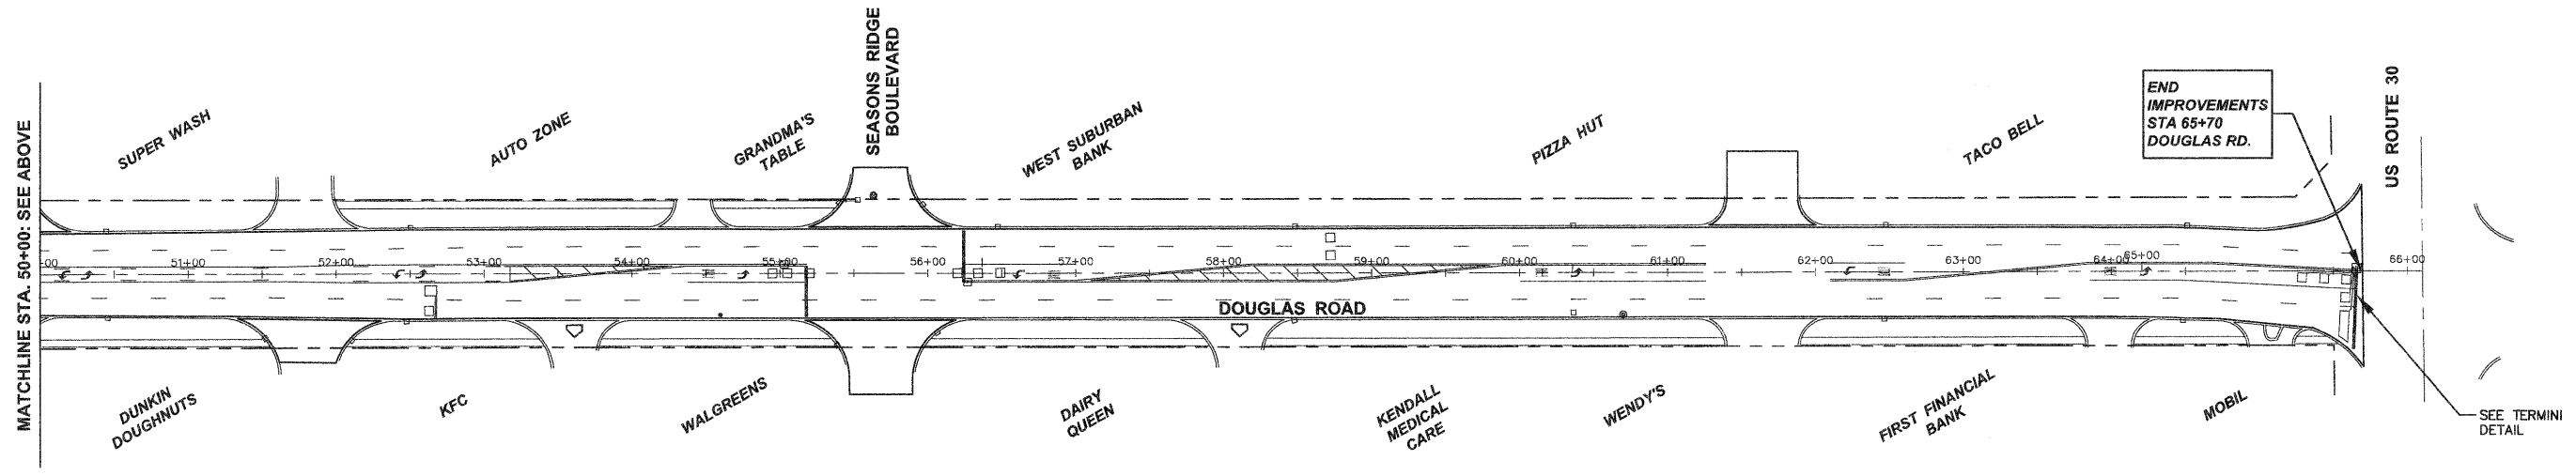 MATCHLINE STA. 50+00: SEE ABOVE
SUPER WASH
AUTO ZONE
GRANDMA'S
TABLE
SEASONS RIDGE
BOULEVARD
WEST SUBURBAN
BANK
PIZZA HUT
TACO BELL
END
IMPROVEMENTS
STA 65+70
DOUGLAS RD.
US ROUTE 30
00
51+00
52+00
53+00
54+00
55+00
56+00
57+00
58+00
59+00
60+00
61+00
62+00
63+00
64+00
65+00
66+00
DOUGLAS ROAD
DUNKIN
DOUGHNUTS
KFC
WALGREENS
DAIRY
QUEEN
KENDALL
MEDICAL
CARE
WENDY'S
FIRST FINANCIAL
BANK
MOBIL
SEE TERMINI
DETAIL